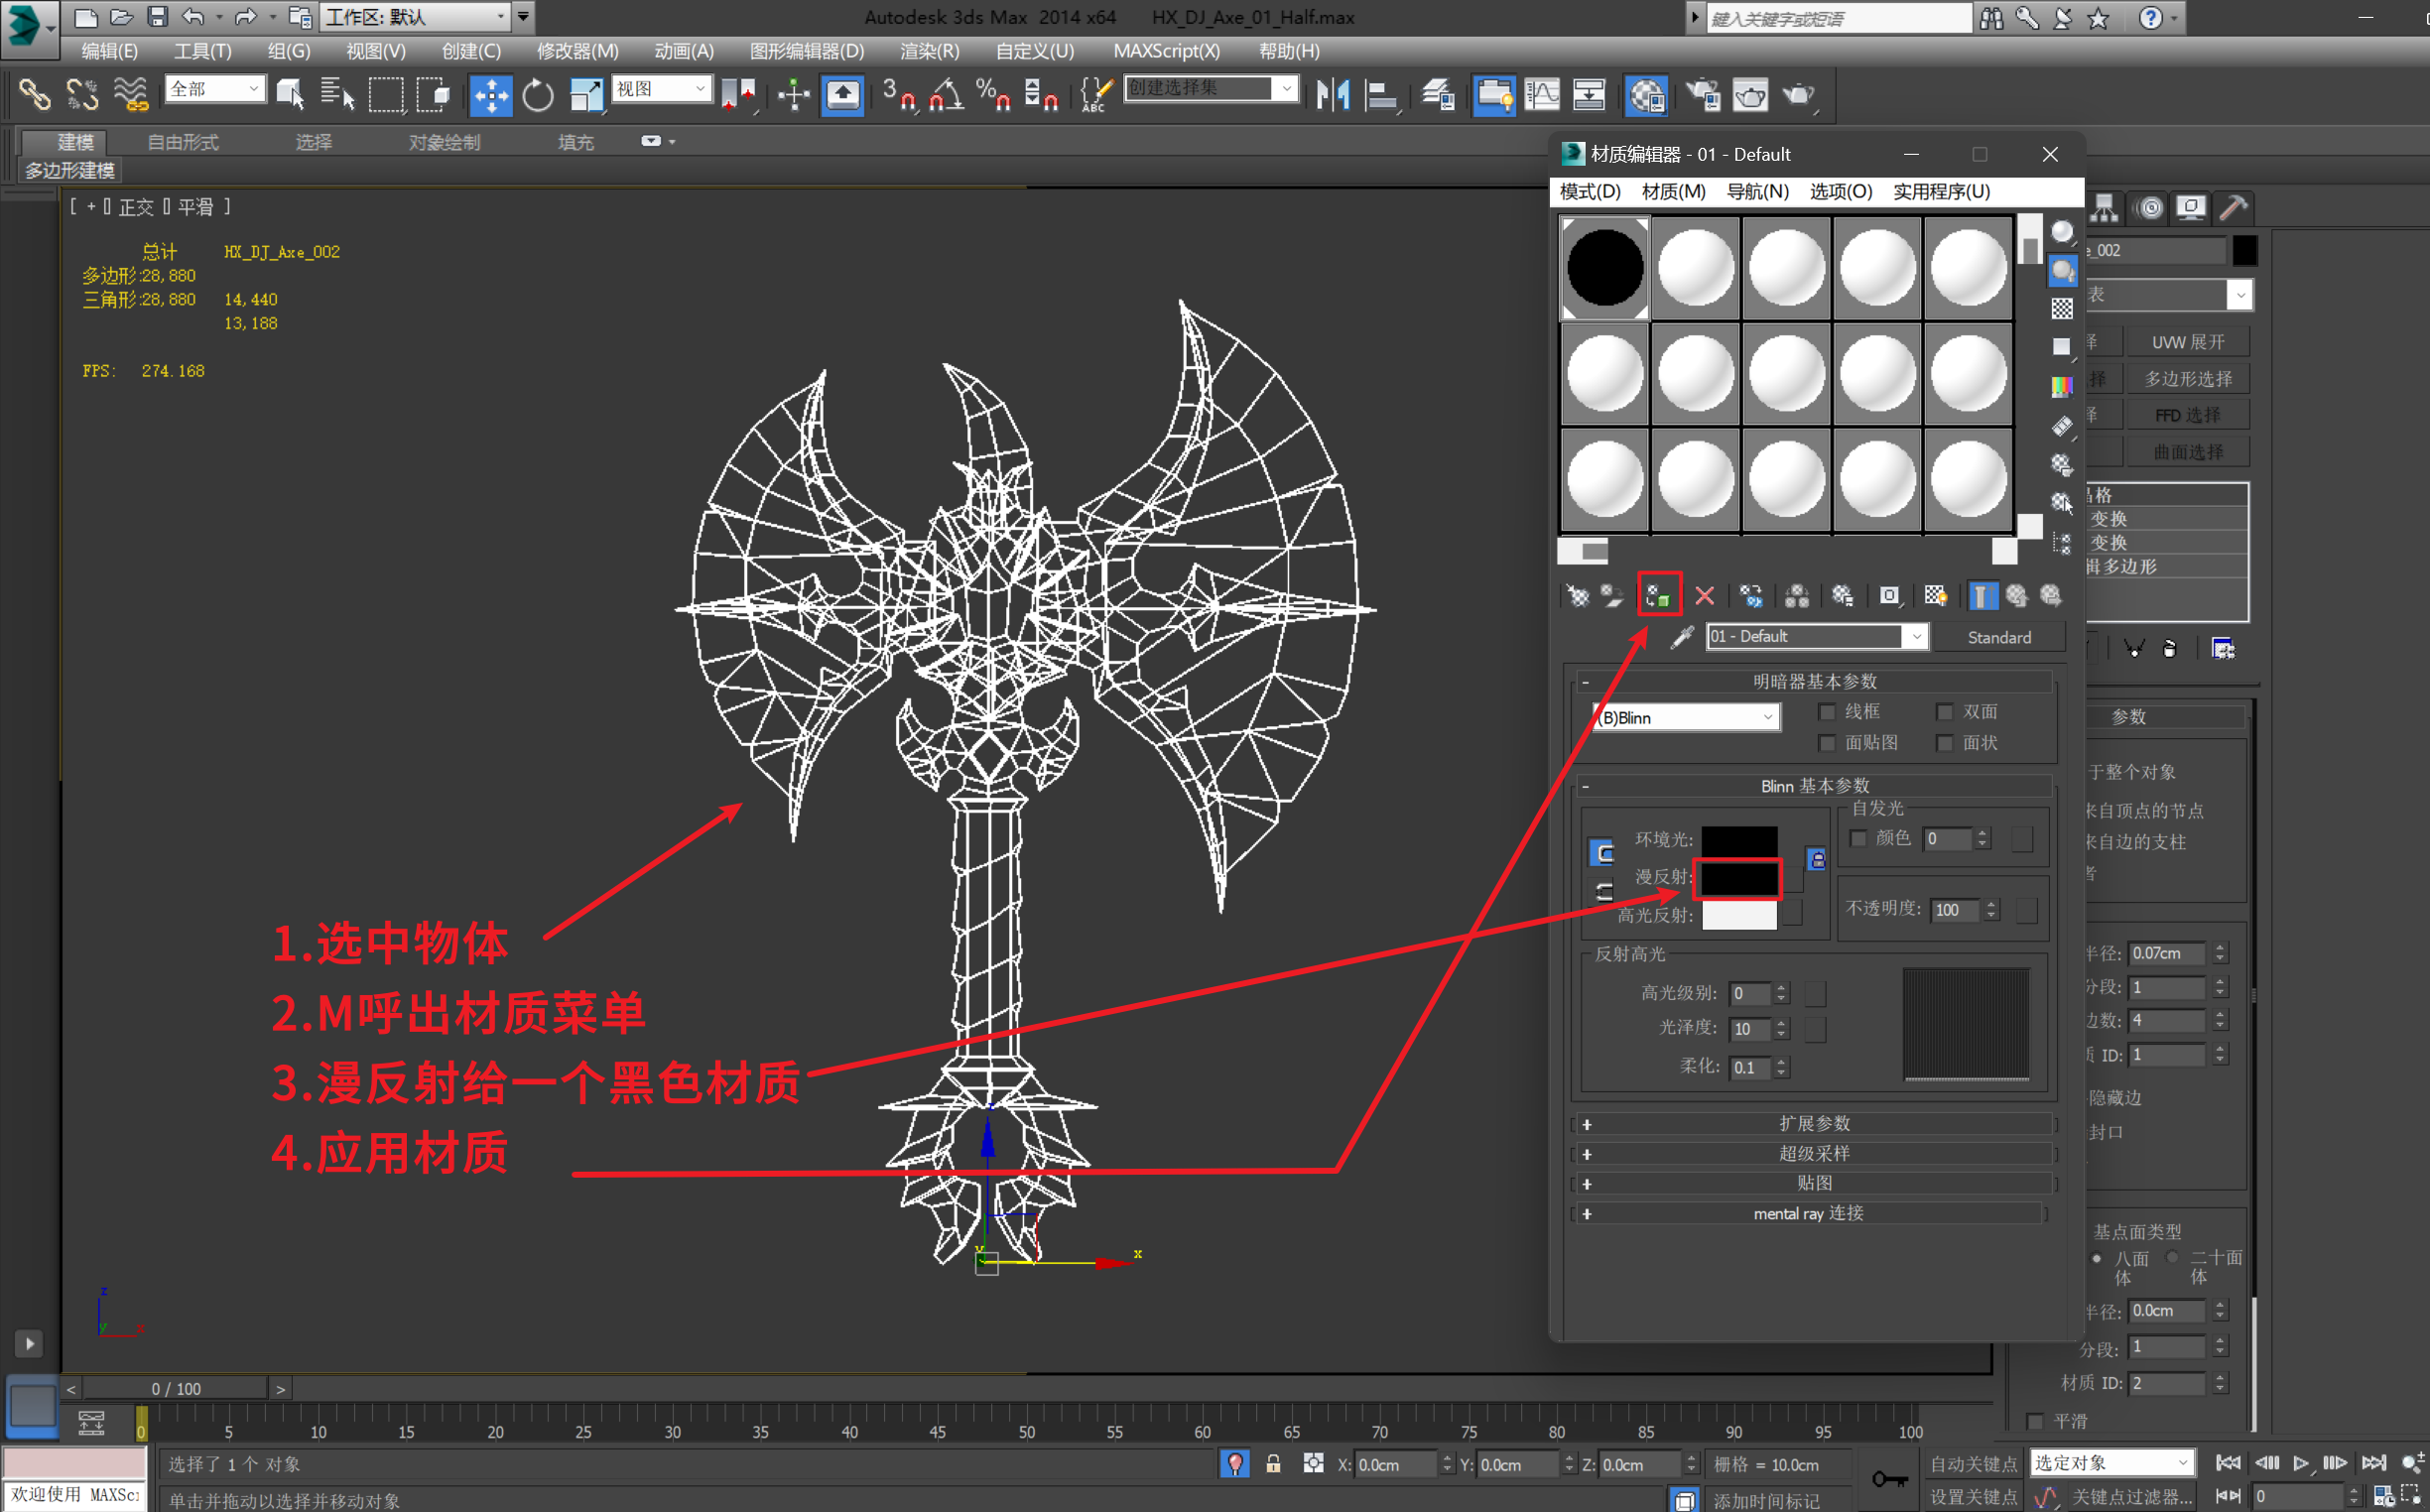 工作区: 默认
Autodesk 3ds Max 2014 x64 HX_DJ_Axe_01_Half.max
键入关键字或短语
编辑(E) 工具(T) 组(G) 视图(V) 创建(C) 修改器(M) 动画(A) 图形编辑器(D) 渲染(R) 自定义(U) MAXScript(X) 帮助(H)
全部
视图
创建选择集
建模 自由形式 选择 对象绘制 填充
多边形建模
[ + [] 正交 [] 平滑 ]
总计 HX_DJ_Axe_002
多边形:28,880
三角形:28,880 14,440
13,188
FPS: 274.168
1.选中物体
2.M呼出材质菜单
3.漫反射给一个黑色材质
4.应用材质
材质编辑器 - 01 - Default
模式(D) 材质(M) 导航(N) 选项(O) 实用程序(U)
01 - Default
Standard
明暗器基本参数
(B)Blinn
线框 双面
面贴图 面状
Blinn 基本参数
环境光:
漫反射:
高光反射:
自发光
颜色 0
不透明度: 100
反射高光
高光级别: 0
光泽度: 10
柔化: 0.1
扩展参数
超级采样
贴图
mental ray 连接
e_002
表
择 UVW 展开
择 多边形选择
择 FFD 选择
曲面选择
晶格
变换
变换
辑多边形
参数
于整个对象
来自顶点的节点
来自边的支柱
者
半径: 0.07cm
分段: 1
边数: 4
质 ID: 1
隐藏边
封口
基点面类型
八面体 二十面体
半径: 0.0cm
分段: 1
材质 ID: 2
平滑
0 / 100
0 5 10 15 20 25 30 35 40 45 50 55 60 65 70 75 80 85 90 95 100
选择了 1 个 对象
X: 0.0cm Y: 0.0cm Z: 0.0cm
栅格 = 10.0cm
自动关键点 选定对象
欢迎使用 MAXSc
单击并拖动以选择并移动对象
添加时间标记
设置关键点 关键点过滤器...
0
x
y
z
x
y